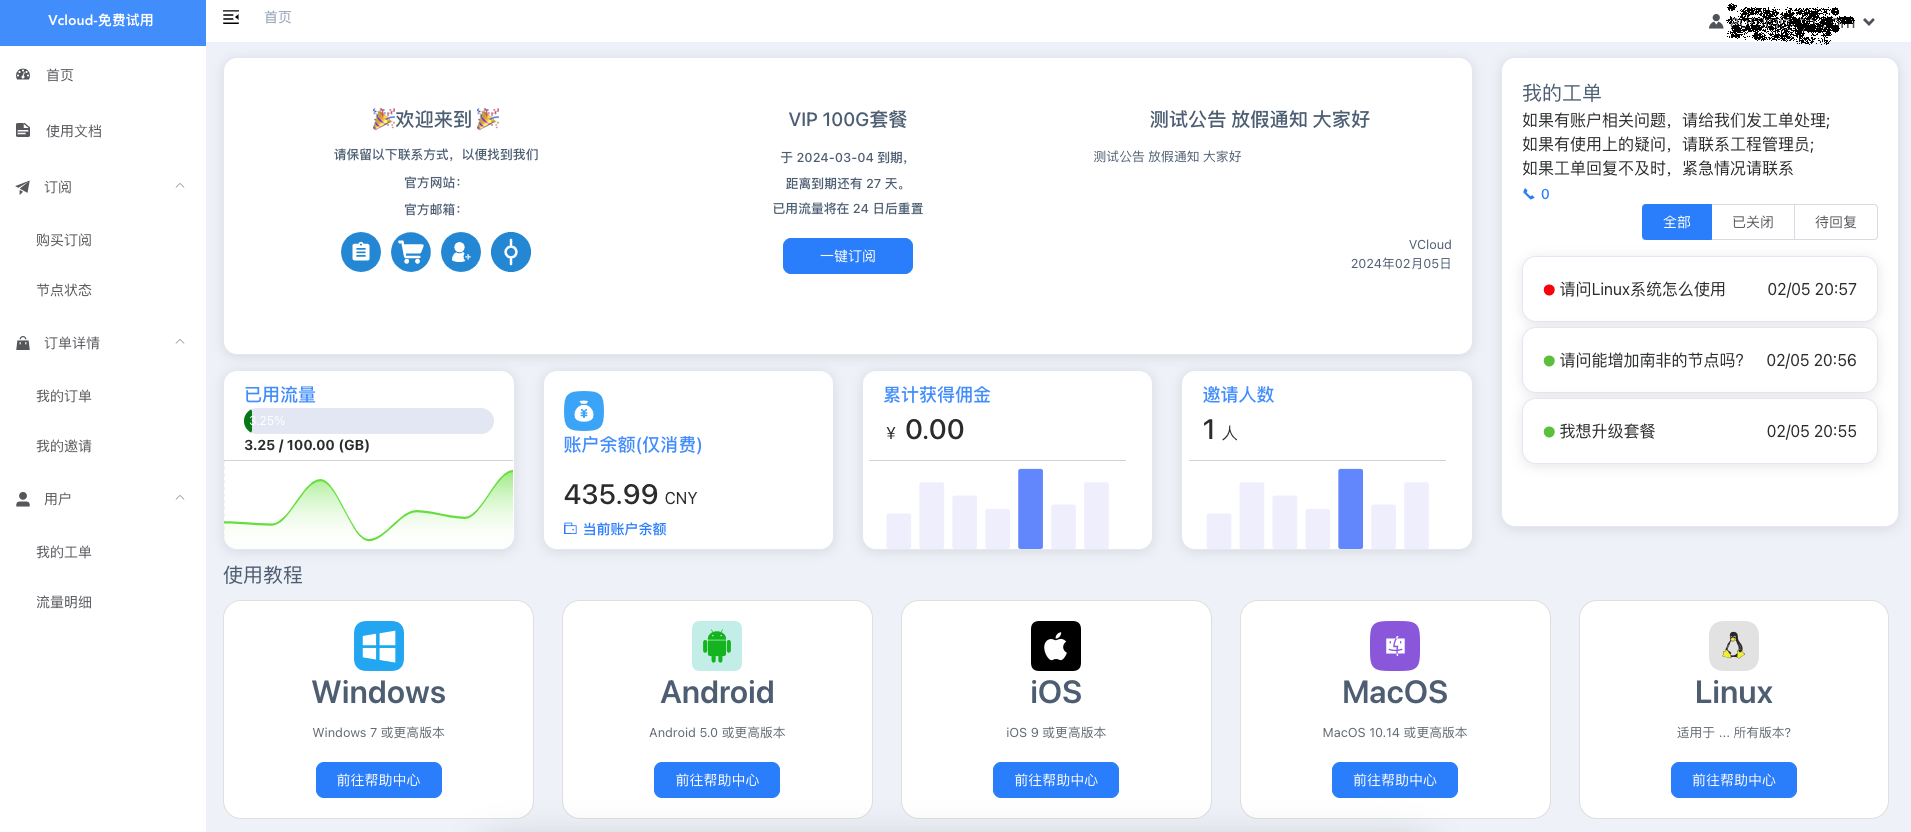 Vcloud-免费试用
首页
使用文档
订阅
购买订阅
节点状态
订单详情
我的订单
我的邀请
用户
我的工单
流量明细
首页
欢迎来到
请保留以下联系方式，以便找到我们
官方网站：
官方邮箱：
VIP 100G套餐
于 2024-03-04 到期，
距离到期还有 27 天。
已用流量将在 24 日后重置
一键订阅
测试公告 放假通知 大家好
测试公告 放假通知 大家好
VCloud
2024年02月05日
我的工单
如果有账户相关问题，请给我们发工单处理；
如果有使用上的疑问，请联系工程管理员；
如果工单回复不及时，紧急情况请联系
0
全部 已关闭 待回复
请问Linux系统怎么使用 02/05 20:57
请问能增加南非的节点吗? 02/05 20:56
我想升级套餐 02/05 20:55
已用流量
3.25%
3.25 / 100.00 (GB)
账户余额(仅消费)
435.99 CNY
当前账户余额
累计获得佣金
¥ 0.00
邀请人数
1 人
使用教程
Windows
Windows 7 或更高版本
前往帮助中心
Android
Android 5.0 或更高版本
前往帮助中心
iOS
iOS 9 或更高版本
前往帮助中心
MacOS
MacOS 10.14 或更高版本
前往帮助中心
Linux
适用于 ... 所有版本?
前往帮助中心